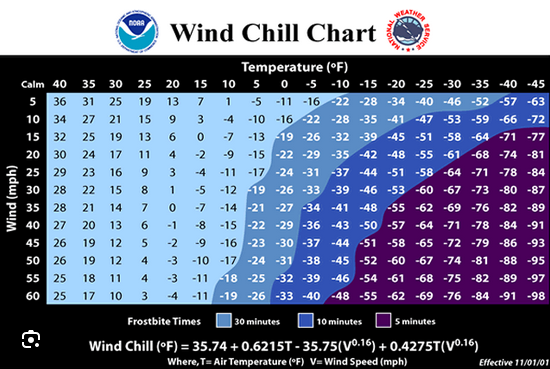 NOAA
Wind Chill Chart
NATIONAL WEATHER SERVICE
Temperature (ºF)
Calm 40 35 30 25 20 15 10 5 0 -5 -10 -15 -20 -25 -30 -35 -40 -45
Wind (mph)
5 36 31 25 19 13 7 1 -5 -11 -16 -22 -28 -34 -40 -46 -52 -57 -63
10 34 27 21 15 9 3 -4 -10 -16 -22 -28 -35 -41 -47 -53 -59 -66 -72
15 32 25 19 13 6 0 -7 -13 -19 -26 -32 -39 -45 -51 -58 -64 -71 -77
20 30 24 17 11 4 -2 -9 -15 -22 -29 -35 -42 -48 -55 -61 -68 -74 -81
25 29 23 16 9 3 -4 -11 -17 -24 -31 -37 -44 -51 -58 -64 -71 -78 -84
30 28 22 15 8 1 -5 -12 -19 -26 -33 -39 -46 -53 -60 -67 -73 -80 -87
35 28 21 14 7 0 -7 -14 -21 -27 -34 -41 -48 -55 -62 -69 -76 -82 -89
40 27 20 13 6 -1 -8 -15 -22 -29 -36 -43 -50 -57 -64 -71 -78 -84 -91
45 26 19 12 5 -2 -9 -16 -23 -30 -37 -44 -51 -58 -65 -72 -79 -86 -93
50 26 19 12 4 -3 -10 -17 -24 -31 -38 -45 -52 -60 -67 -74 -81 -88 -95
55 25 18 11 4 -3 -11 -18 -25 -32 -39 -46 -54 -61 -68 -75 -82 -89 -97
60 25 17 10 3 -4 -11 -19 -26 -33 -40 -48 -55 -62 -69 -76 -84 -91 -98
Frostbite Times 30 minutes 10 minutes 5 minutes
Wind Chill (ºF) = 35.74 + 0.6215T - 35.75(V0.16) + 0.4275T(V0.16)
Where, T= Air Temperature (ºF) V= Wind Speed (mph)
Effective 11/01/01